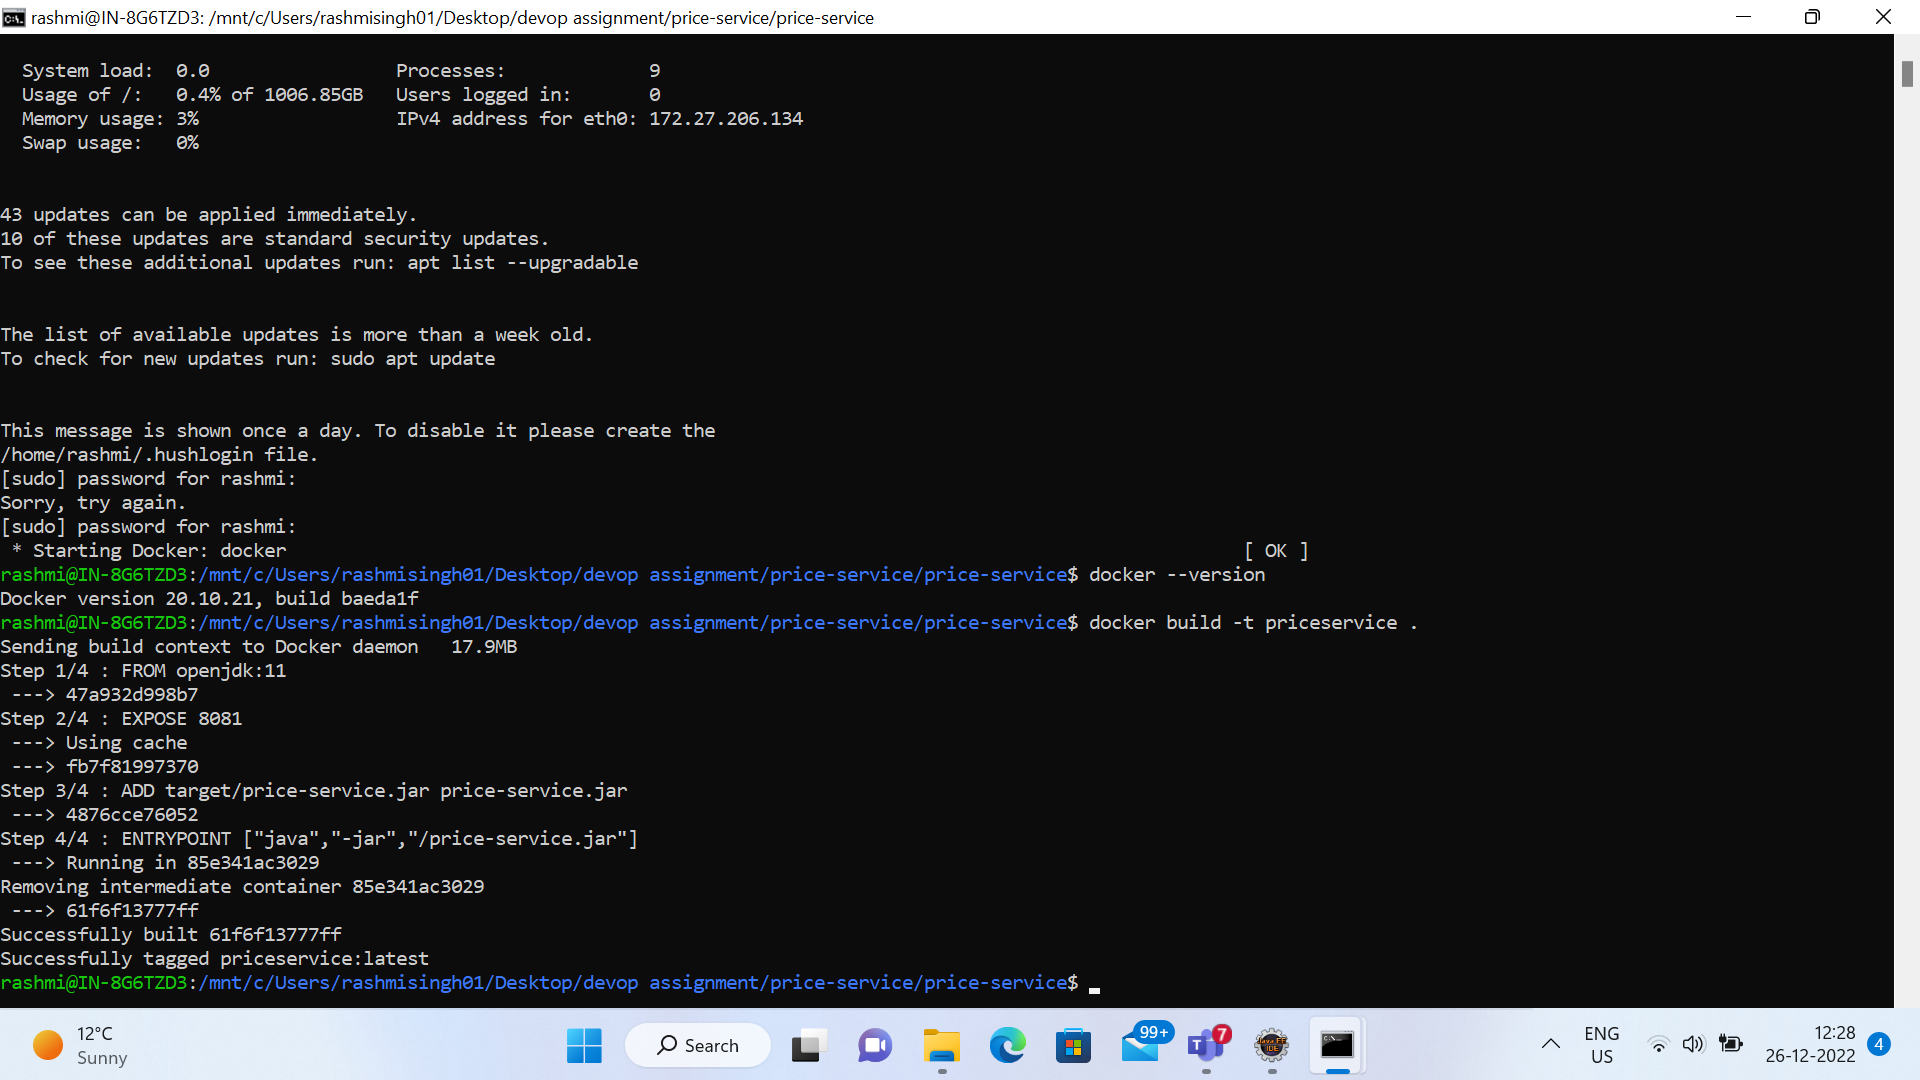 rashmi@IN-8G6TZD3: /mnt/c/Users/rashmisingh01/Desktop/devop assignment/price-service/price-service
System load:  0.0                 Processes:             9
Usage of /:   0.4% of 1006.85GB   Users logged in:       0
Memory usage: 3%                  IPv4 address for eth0: 172.27.206.134
Swap usage:   0%
43 updates can be applied immediately.
10 of these updates are standard security updates.
To see these additional updates run: apt list --upgradable
The list of available updates is more than a week old.
To check for new updates run: sudo apt update
This message is shown once a day. To disable it please create the
/home/rashmi/.hushlogin file.
[sudo] password for rashmi:
Sorry, try again.
[sudo] password for rashmi:
* Starting Docker: docker [ OK ]
rashmi@IN-8G6TZD3:/mnt/c/Users/rashmisingh01/Desktop/devop assignment/price-service/price-service$ docker --version
Docker version 20.10.21, build baeda1f
rashmi@IN-8G6TZD3:/mnt/c/Users/rashmisingh01/Desktop/devop assignment/price-service/price-service$ docker build -t priceservice .
Sending build context to Docker daemon   17.9MB
Step 1/4 : FROM openjdk:11
---> 47a932d998b7
Step 2/4 : EXPOSE 8081
---> Using cache
---> fb7f81997370
Step 3/4 : ADD target/price-service.jar price-service.jar
---> 4876cce76052
Step 4/4 : ENTRYPOINT ["java","-jar","/price-service.jar"]
---> Running in 85e341ac3029
Removing intermediate container 85e341ac3029
---> 61f6f13777ff
Successfully built 61f6f13777ff
Successfully tagged priceservice:latest
rashmi@IN-8G6TZD3:/mnt/c/Users/rashmisingh01/Desktop/devop assignment/price-service/price-service$
12°C
Sunny
Search
99+
7
ENG
US
12:28
26-12-2022
4